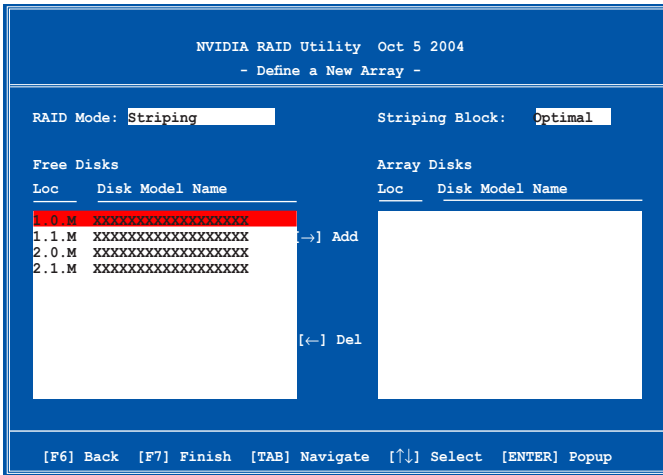 NVIDIA RAID Utility Oct 5 2004
- Define a New Array -
RAID Mode: Striping Striping Block: Optimal
Free Disks Array Disks
Loc Disk Model Name Loc Disk Model Name
1.0.M XXXXXXXXXXXXXXXXXX
1.1.M XXXXXXXXXXXXXXXXXX
[→] Add
2.0.M XXXXXXXXXXXXXXXXXX
2.1.M XXXXXXXXXXXXXXXXXX
[←] Del
[F6] Back [F7] Finish [TAB] Navigate [↑↓] Select [ENTER] Popup